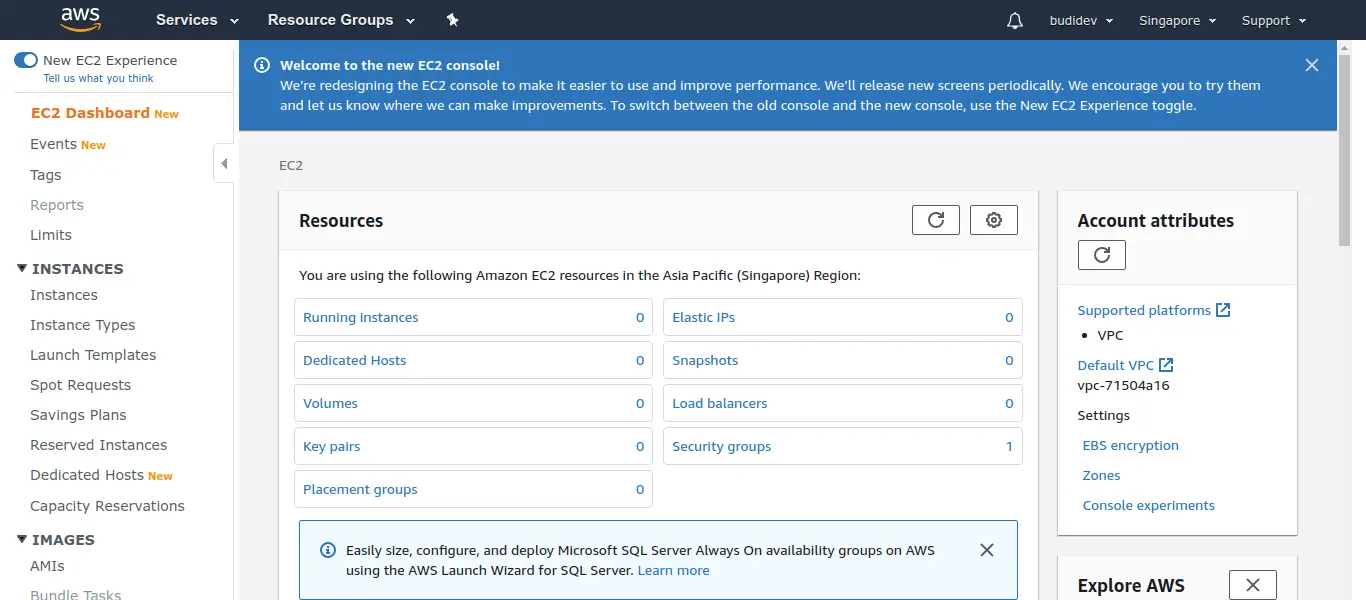 aws
Services
Resource Groups
budidev
Singapore
Support
New EC2 Experience
Tell us what you think
EC2 Dashboard New
Events New
Tags
Reports
Limits
INSTANCES
Instances
Instance Types
Launch Templates
Spot Requests
Savings Plans
Reserved Instances
Dedicated Hosts New
Capacity Reservations
IMAGES
AMIs
Bundle Tasks
Welcome to the new EC2 console!
We're redesigning the EC2 console to make it easier to use and improve performance. We'll release new screens periodically. We encourage you to try them
and let us know where we can make improvements. To switch between the old console and the new console, use the New EC2 Experience toggle.
EC2
Resources
You are using the following Amazon EC2 resources in the Asia Pacific (Singapore) Region:
Running instances 0
Elastic IPs 0
Dedicated Hosts 0
Snapshots 0
Volumes 0
Load balancers 0
Key pairs 0
Security groups 1
Placement groups 0
Easily size, configure, and deploy Microsoft SQL Server Always On availability groups on AWS
using the AWS Launch Wizard for SQL Server. Learn more
Account attributes
Supported platforms
• VPC
Default VPC
vpc-71504a16
Settings
EBS encryption
Zones
Console experiments
Explore AWS